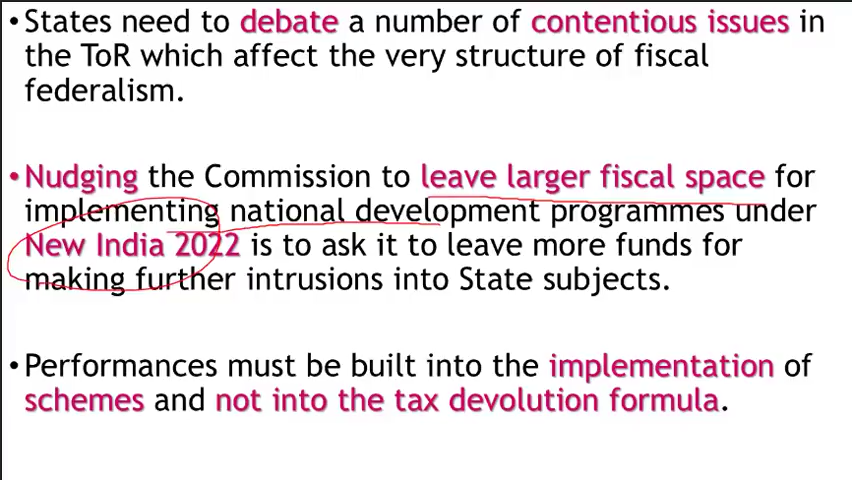 •States need to debate a number of contentious issues in
the ToR which affect the very structure of fiscal
federalism.
•Nudging the Commission to leave larger fiscal space for
implementing national development programmes under
New India 2022 is to ask it to leave more funds for
making further intrusions into State subjects.
•Performances must be built into the implementation of
schemes and not into the tax devolution formula.